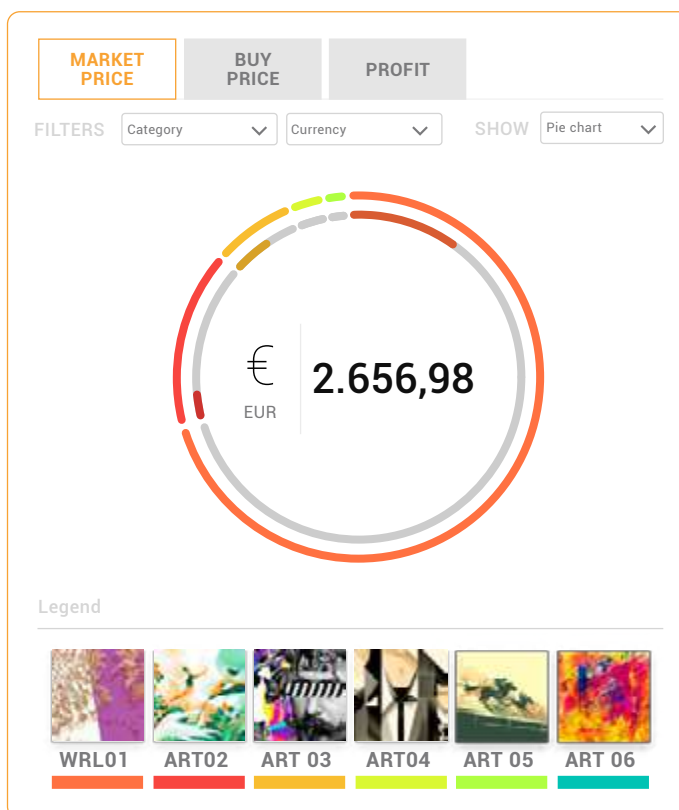 MARKET
PRICE
BUY
PRICE
PROFIT
FILTERS
Category
Currency
SHOW
Pie chart
€
EUR
2.656,98
Legend
WRL01
ART02
ART 03
ART04
ART 05
ART 06